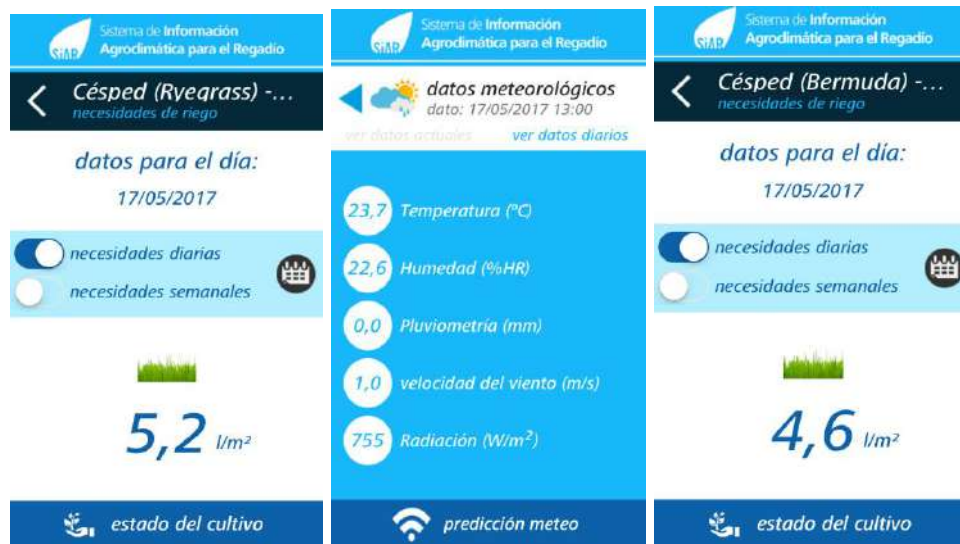 SiAR
Sistema de Información
Agroclimática para el Regadío
Césped (Ryegrass) -...
necesidades de riego
datos para el día:
17/05/2017
necesidades diarias
necesidades semanales
5,2 l/m²
estado del cultivo
SiAR
Sistema de Información
Agroclimática para el Regadío
datos meteorológicos
dato: 17/05/2017 13:00
ver datos actuales ver datos diarios
23,7 Temperatura (ºC)
22,6 Humedad (%HR)
0,0 Pluviometría (mm)
1,0 velocidad del viento (m/s)
755 Radiación (W/m²)
predicción meteo
SiAR
Sistema de Información
Agroclimática para el Regadío
Césped (Bermuda) -...
necesidades de riego
datos para el día:
17/05/2017
necesidades diarias
necesidades semanales
4,6 l/m²
estado del cultivo